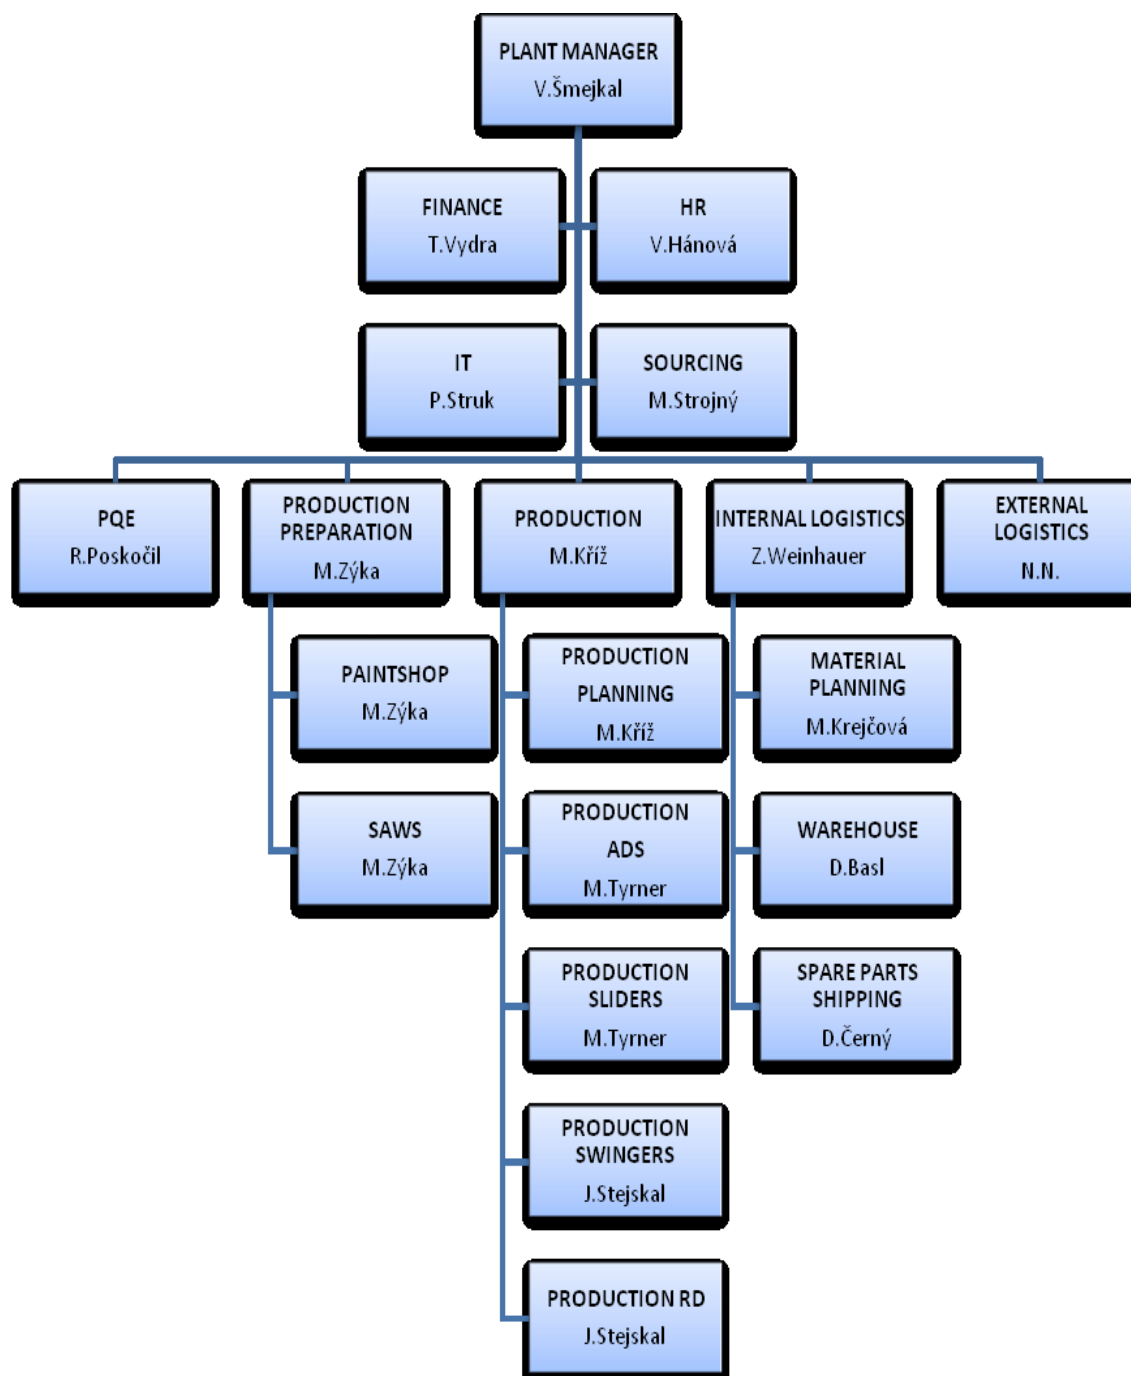 PLANT MANAGER
V.Šmejkal
FINANCE
T.Vydra
HR
V.Hánová
IT
P.Struk
SOURCING
M.Strojný
PQE
R.Poskočil
PRODUCTION
PREPARATION
M.Zýka
PRODUCTION
M.Kříž
INTERNAL LOGISTICS
Z.Weinhauer
EXTERNAL
LOGISTICS
N.N.
PAINTSHOP
M.Zýka
SAWS
M.Zýka
PRODUCTION
PLANNING
M.Kříž
PRODUCTION
ADS
M.Tyrner
PRODUCTION
SLIDERS
M.Tyrner
PRODUCTION
SWINGERS
J.Stejskal
PRODUCTION RD
J.Stejskal
MATERIAL
PLANNING
M.Krejčová
WAREHOUSE
D.Basl
SPARE PARTS
SHIPPING
D.Černý